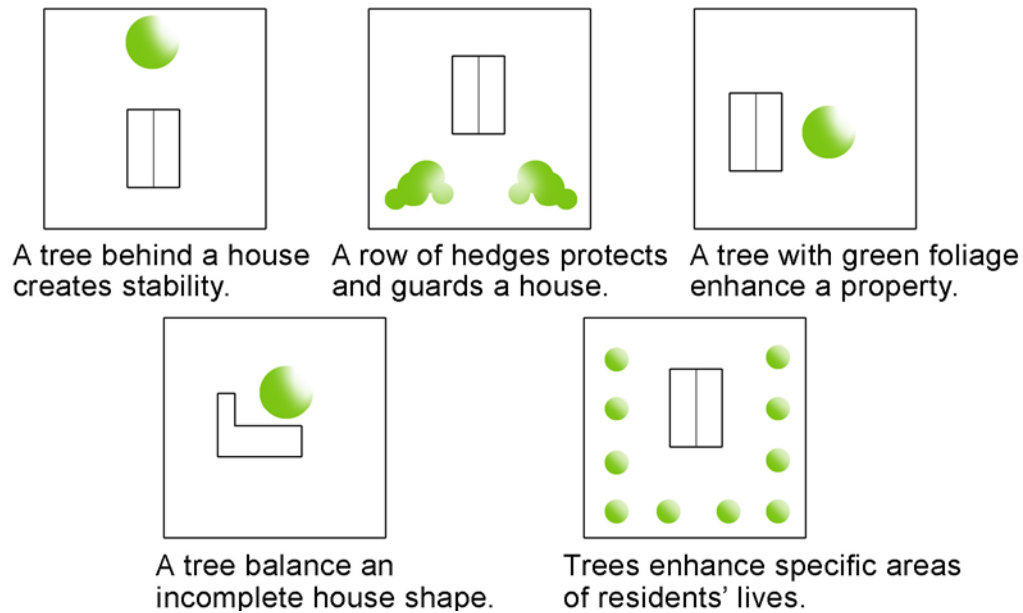 A tree behind a house
creates stability.
A row of hedges protects
and guards a house.
A tree with green foliage
enhance a property.
A tree balance an
incomplete house shape.
Trees enhance specific areas
of residents’ lives.